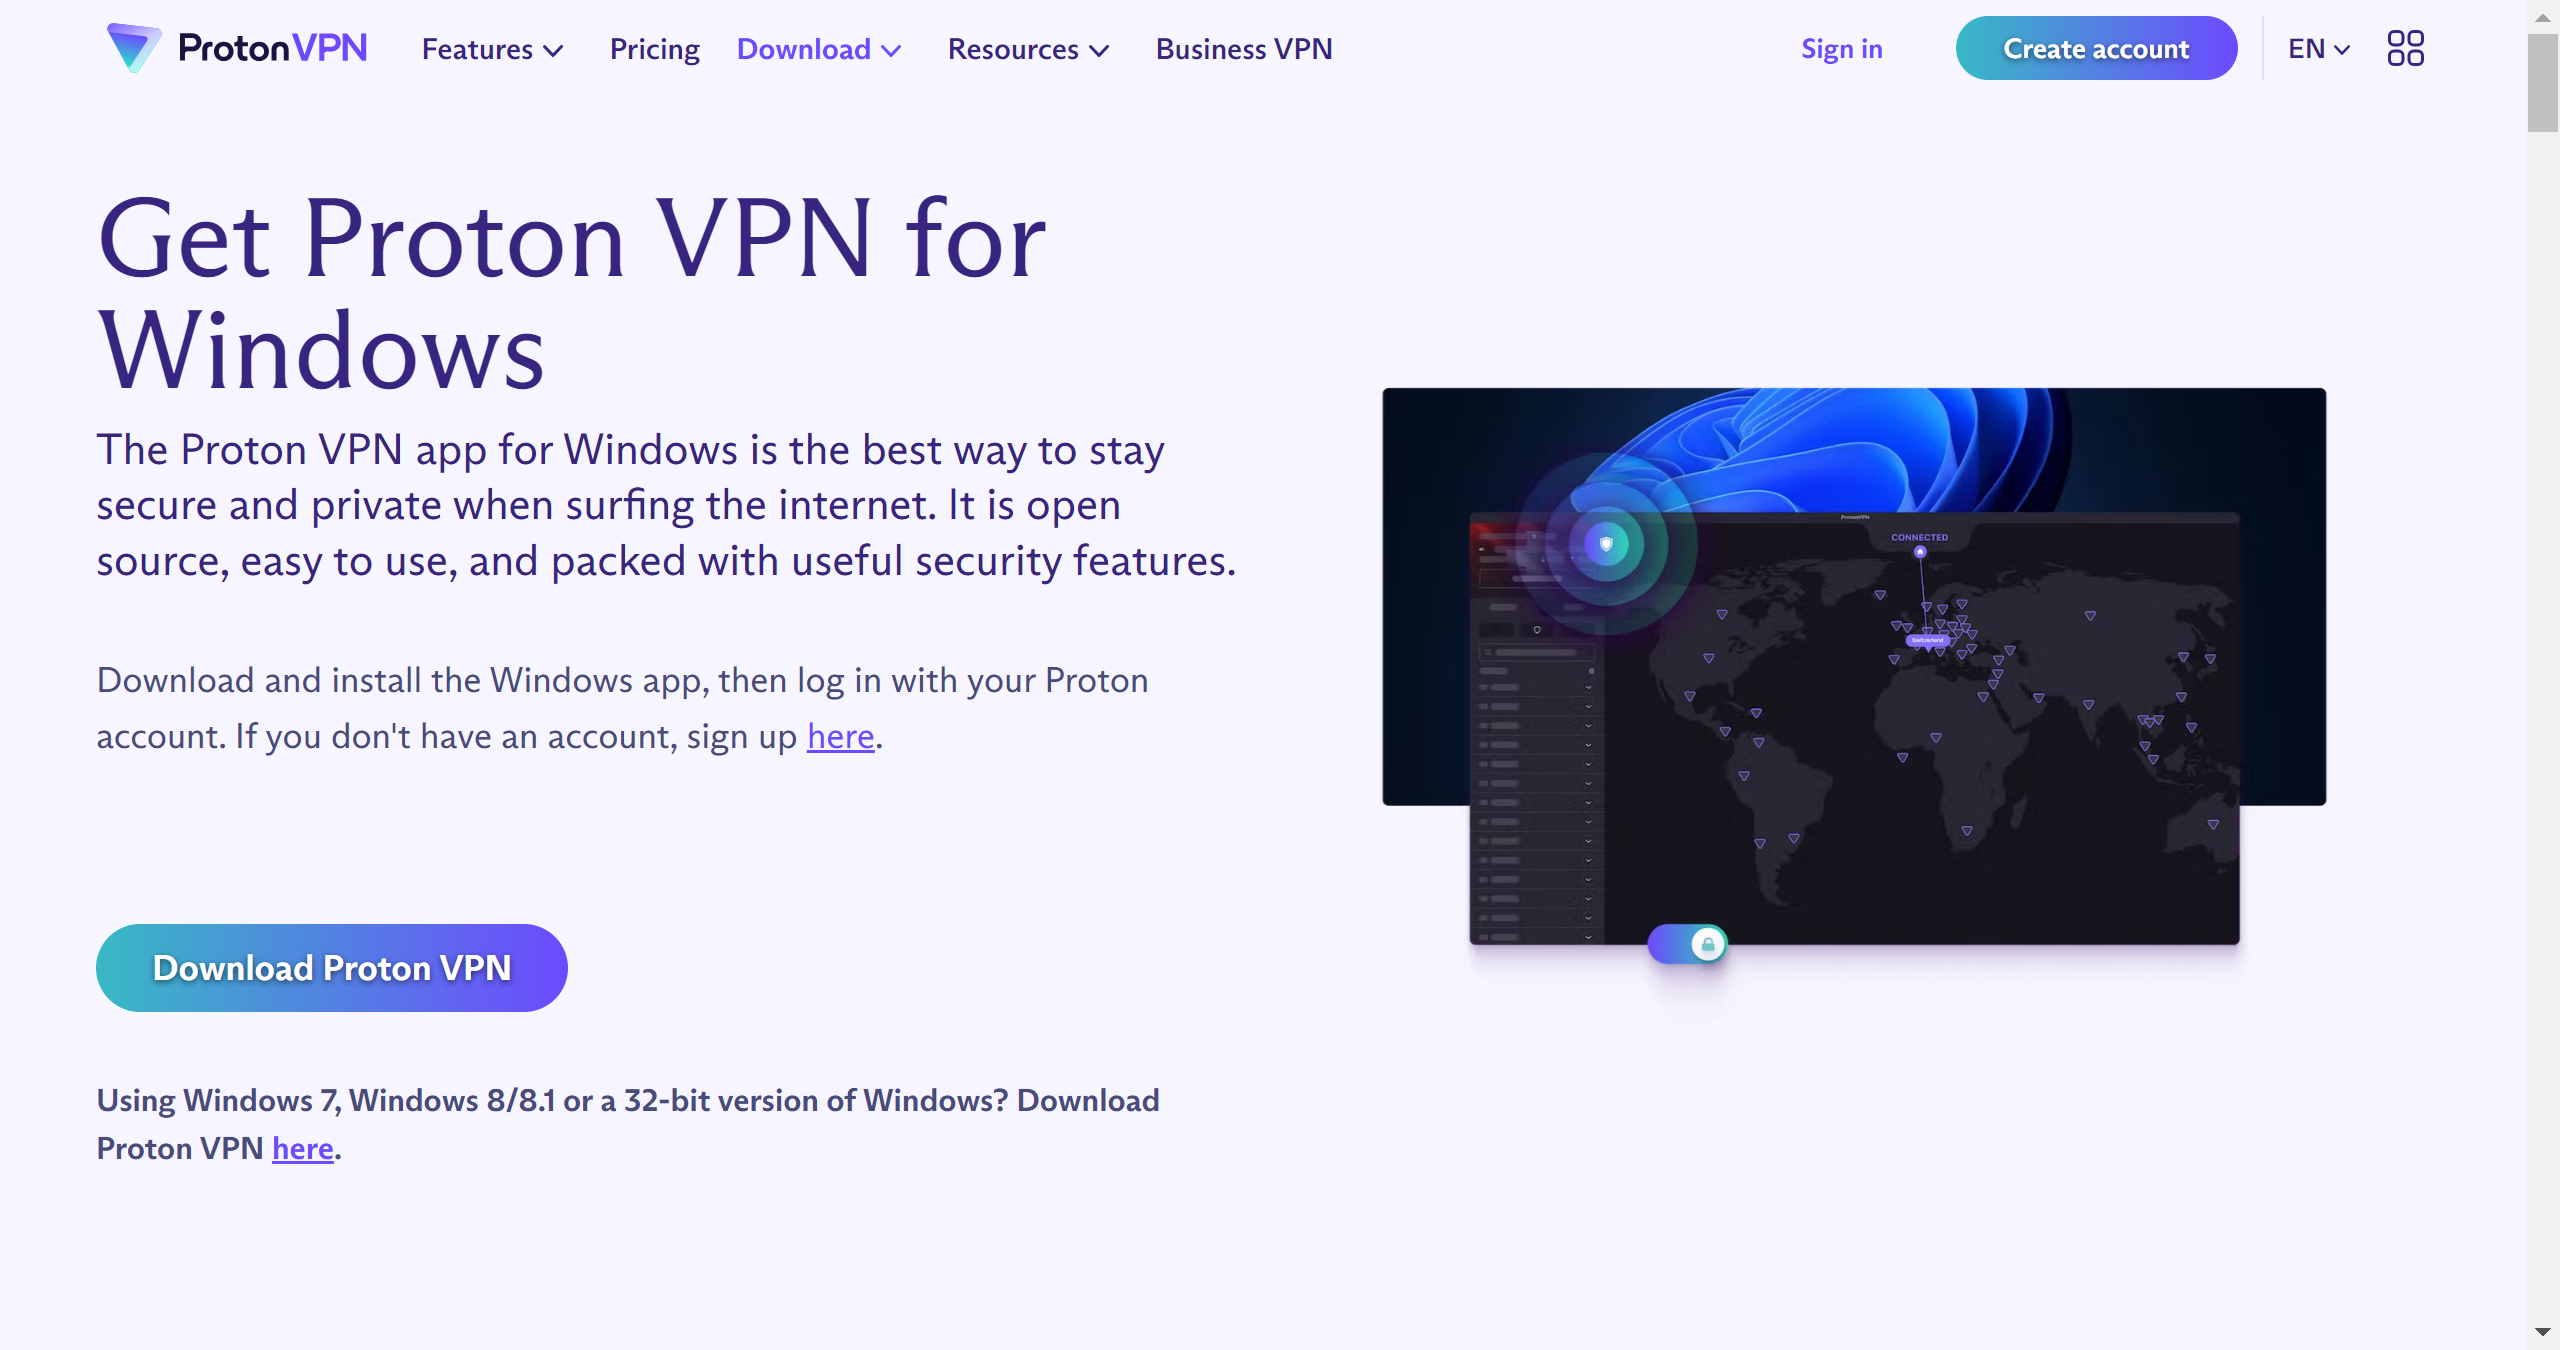 ProtonVPN Features Pricing Download Resources Business VPN Sign in Create account EN
Get Proton VPN for
Windows
The Proton VPN app for Windows is the best way to stay
secure and private when surfing the internet. It is open
source, easy to use, and packed with useful security features.
Download and install the Windows app, then log in with your Proton
account. If you don't have an account, sign up here.
ProtonVPN
CONNECTED
Switzerland
Download Proton VPN
Using Windows 7, Windows 8/8.1 or a 32-bit version of Windows? Download
Proton VPN here.